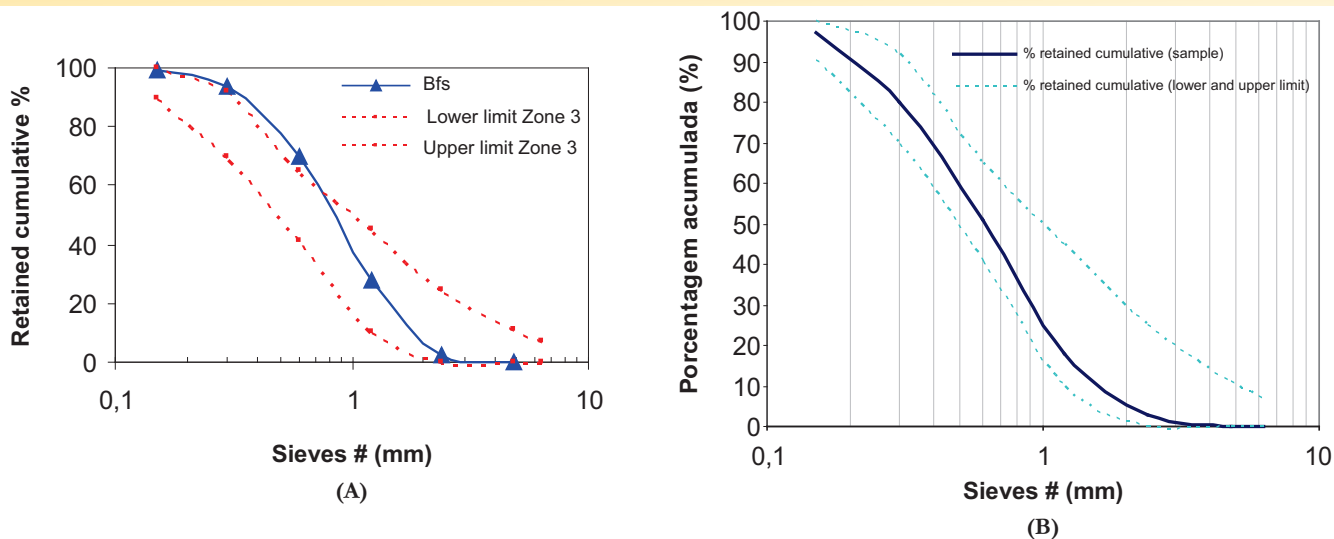 Retained cumulative %
100
80
60
40
20
0
0,1
1
10
Bfs
Lower limit Zone 3
Upper limit Zone 3
Sieves # (mm)
(A)
Porcentagem acumulada (%)
100
90
80
70
60
50
40
30
20
10
0
0,1
1
10
% retained cumulative (sample)
% retained cumulative (lower and upper limit)
Sieves # (mm)
(B)